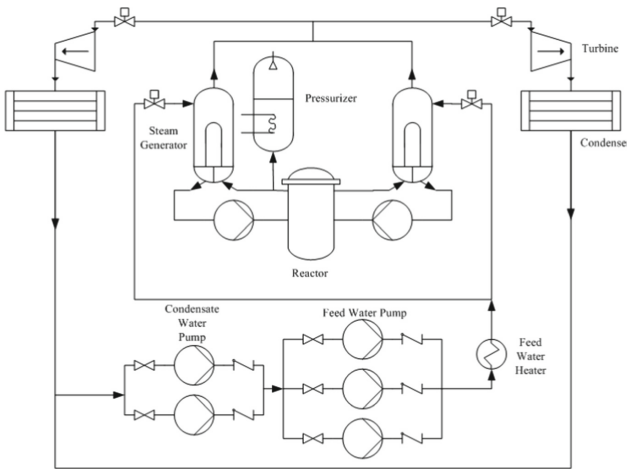 Turbine
Pressurizer
Steam
Generator
Condense
Reactor
Condensate
Water
Pump
Feed Water Pump
Feed
Water
Heater